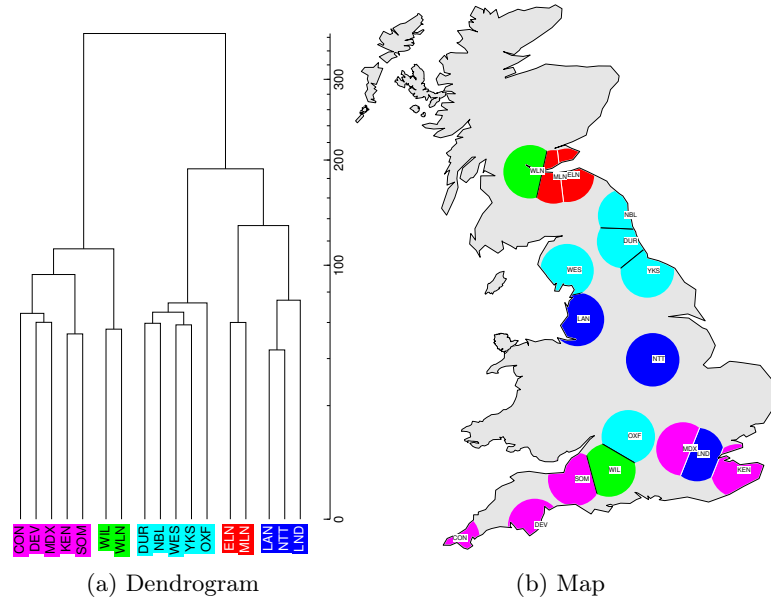 300
200
100
0
CON
DEV
MDX
KEN
SOM
WIL
WLN
DUR
NBL
WES
YKS
OXF
ELN
MLN
LAN
NTT
LND
WLN
MLN
ELN
NBL
DUR
WES
YKS
LAN
NTT
OXF
MDX
LND
SOM
WIL
KEN
DEV
CON
(a) Dendrogram
(b) Map